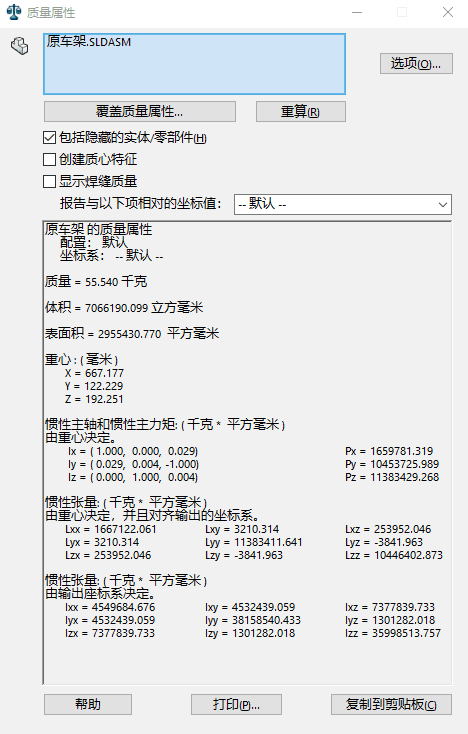 质量属性
原车架.SLDASM
选项(O)...
覆盖质量属性...
重算(R)
包括隐藏的实体/零部件(H)
创建质心特征
显示焊缝质量
报告与以下项相对的坐标值： -- 默认 --
原车架 的质量属性
配置： 默认
坐标系： -- 默认 --
质量 = 55.540 千克
体积 = 7066190.099 立方毫米
表面积 = 2955430.770 平方毫米
重心 : ( 毫米 )
X = 667.177
Y = 122.229
Z = 192.251
惯性主轴和惯性主力矩: ( 千克 * 平方毫米 )
由重心决定。
Ix = ( 1.000, 0.000, 0.029) Px = 1659781.319
Iy = ( 0.029, 0.004, -1.000) Py = 10453725.989
Iz = ( 0.000, 1.000, 0.004) Pz = 11383429.268
惯性张量: ( 千克 * 平方毫米 )
由重心决定，并且对齐输出的坐标系。
Lxx = 1667122.061 Lxy = 3210.314 Lxz = 253952.046
Lyx = 3210.314 Lyy = 11383411.641 Lyz = -3841.963
Lzx = 253952.046 Lzy = -3841.963 Lzz = 10446402.873
惯性张量: ( 千克 * 平方毫米 )
由输出座标系决定。
Ixx = 4549684.676 Ixy = 4532439.059 Ixz = 7377839.733
Iyx = 4532439.059 Iyy = 38158540.433 Iyz = 1301282.018
Izx = 7377839.733 Izy = 1301282.018 Izz = 35998513.757
帮助
打印(P)...
复制到剪贴板(C)